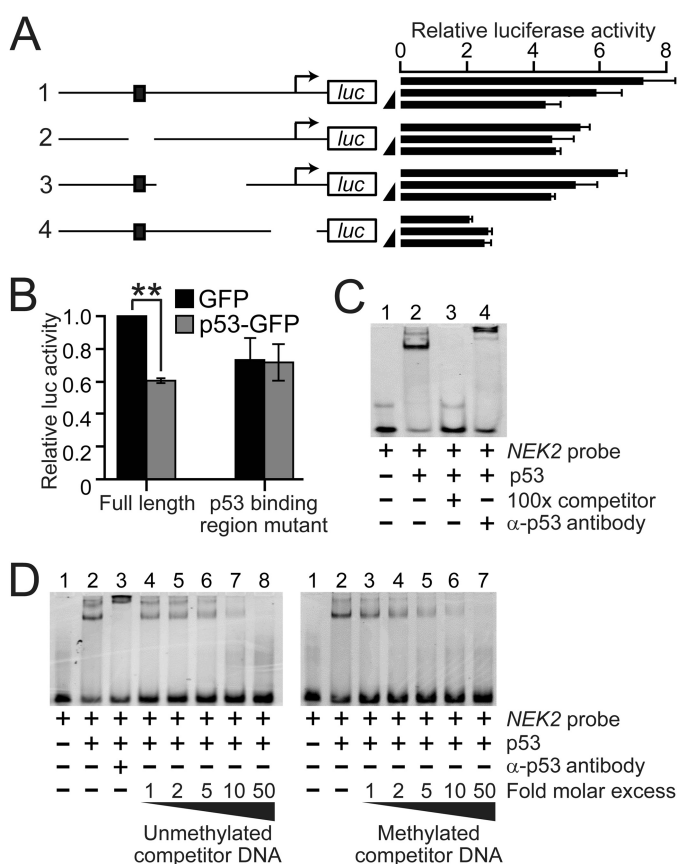 A
Relative luciferase activity
0 2 4 6 8
1 luc
2 luc
3 luc
4 luc
B
** GFP
p53-GFP
Relative luc activity
1.0
0.8
0.6
0.4
0.2
0
Full length
p53 binding
region mutant
C
1 2 3 4
+ + + + NEK2 probe
– + + + p53
– – + – 100x competitor
– – – + α-p53 antibody
D
1 2 3 4 5 6 7 8
1 2 3 4 5 6 7
+ + + + + + + + + + + + + + + NEK2 probe
– + + + + + + + – + + + + + + p53
– – + – – – – – – – – – – – – α-p53 antibody
– – – 1 2 5 10 50 – – 1 2 5 10 50 Fold molar excess
Unmethylated
competitor DNA
Methylated
competitor DNA